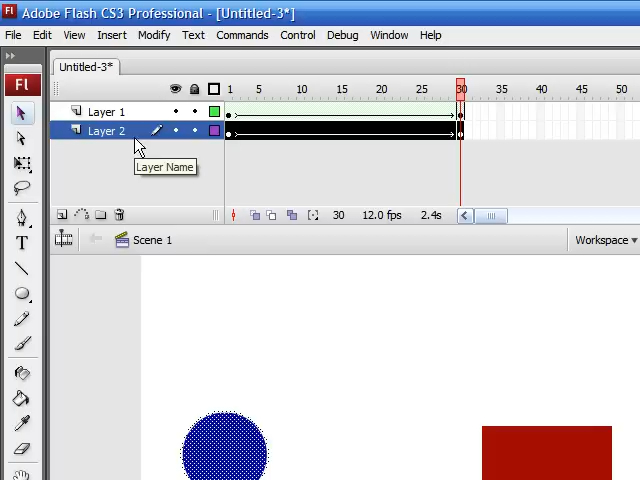 Fl Adobe Flash CS3 Professional - [Untitled-3*]
File Edit View Insert Modify Text Commands Control Debug Window Help
Untitled-3*
Fl
1 5 10 15 20 25 30 35 40 45 50
Layer 1
Layer 2
Layer Name
30 12.0 fps 2.4s
Scene 1
Workspace
T